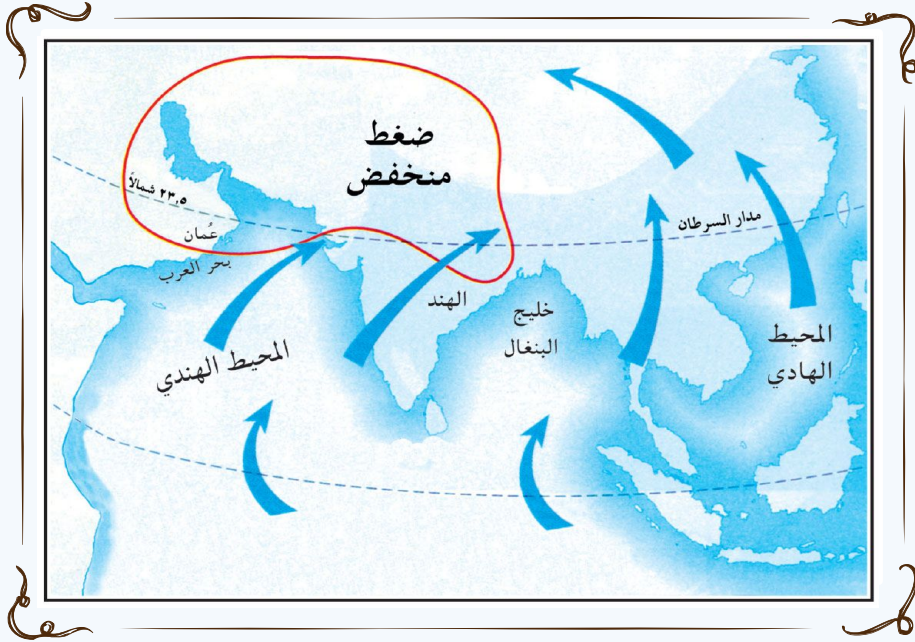 ضغط
منخفض
٢٣,٥ شمالاً
مدار السرطان
عُمان
بحر العرب
الهند
خليج
البنغال
المحيط
الهادي
المحيط الهندي